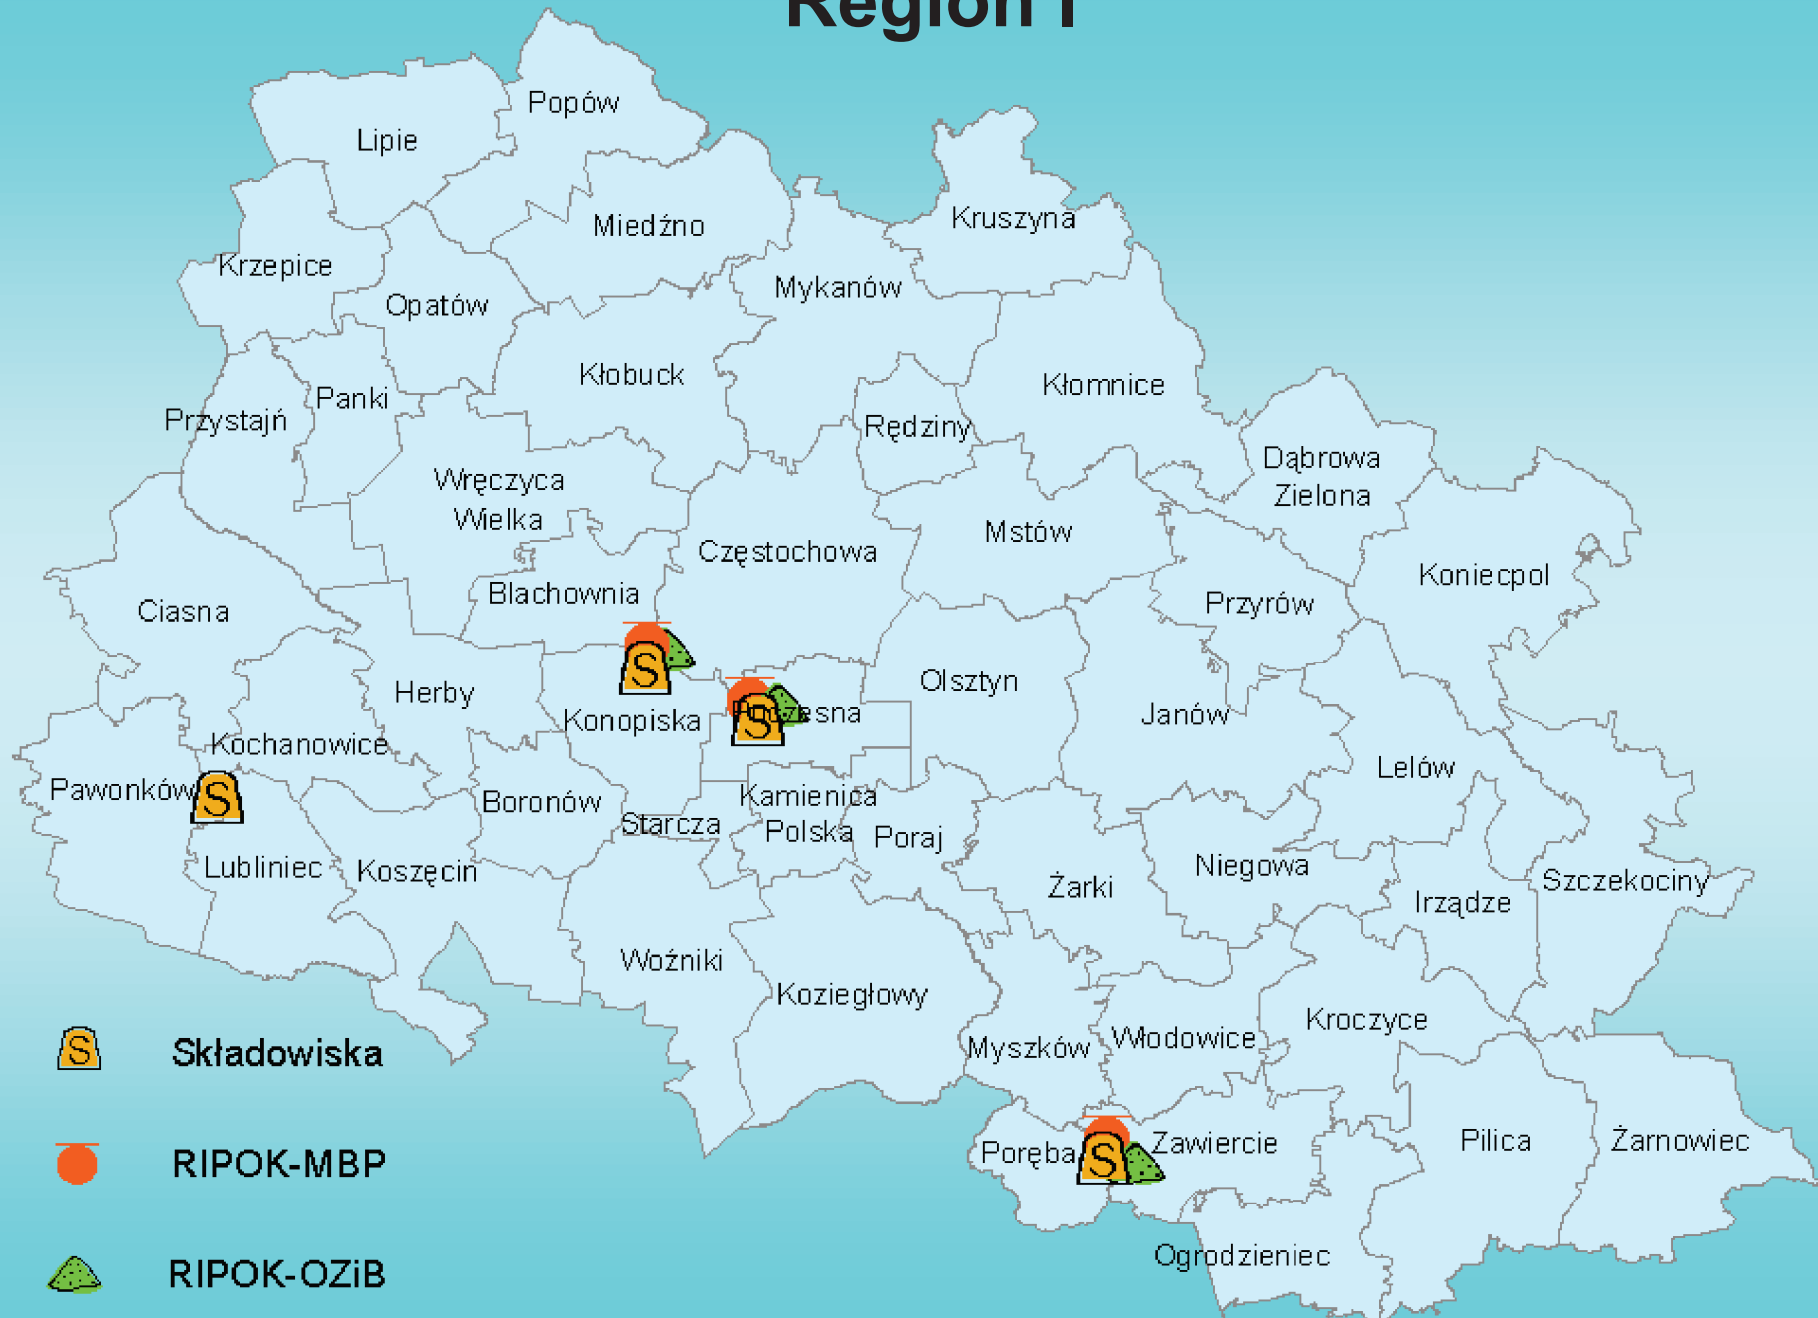 Region I
Popów
Lipie
Miedźno
Kruszyna
Krzepice
Mykanów
Opatów
Kłobuck
Kłomnice
Panki
Przystajń
Rędziny
Dąbrowa
Zielona
Wręczyca
Wielka
Mstów
Częstochowa
Koniecpol
Blachownia
Przyrów
Ciasna
Olsztyn
Herby
Konopiska
Janów
Kochanowice
Lelów
Pawonków
S
S
S
Boronów
Kamienica
Polska
Starcza
Poraj
Lubliniec
Koszęcin
Niegowa
Żarki
Szczekociny
Irządze
Woźniki
Koziegłowy
Kroczyce
Myszków
Włodowice
Poręba
S
Zawiercie
Pilica
Żarnowiec
Ogrodzieniec
S
Składowiska
RIPOK-MBP
RIPOK-OZiB